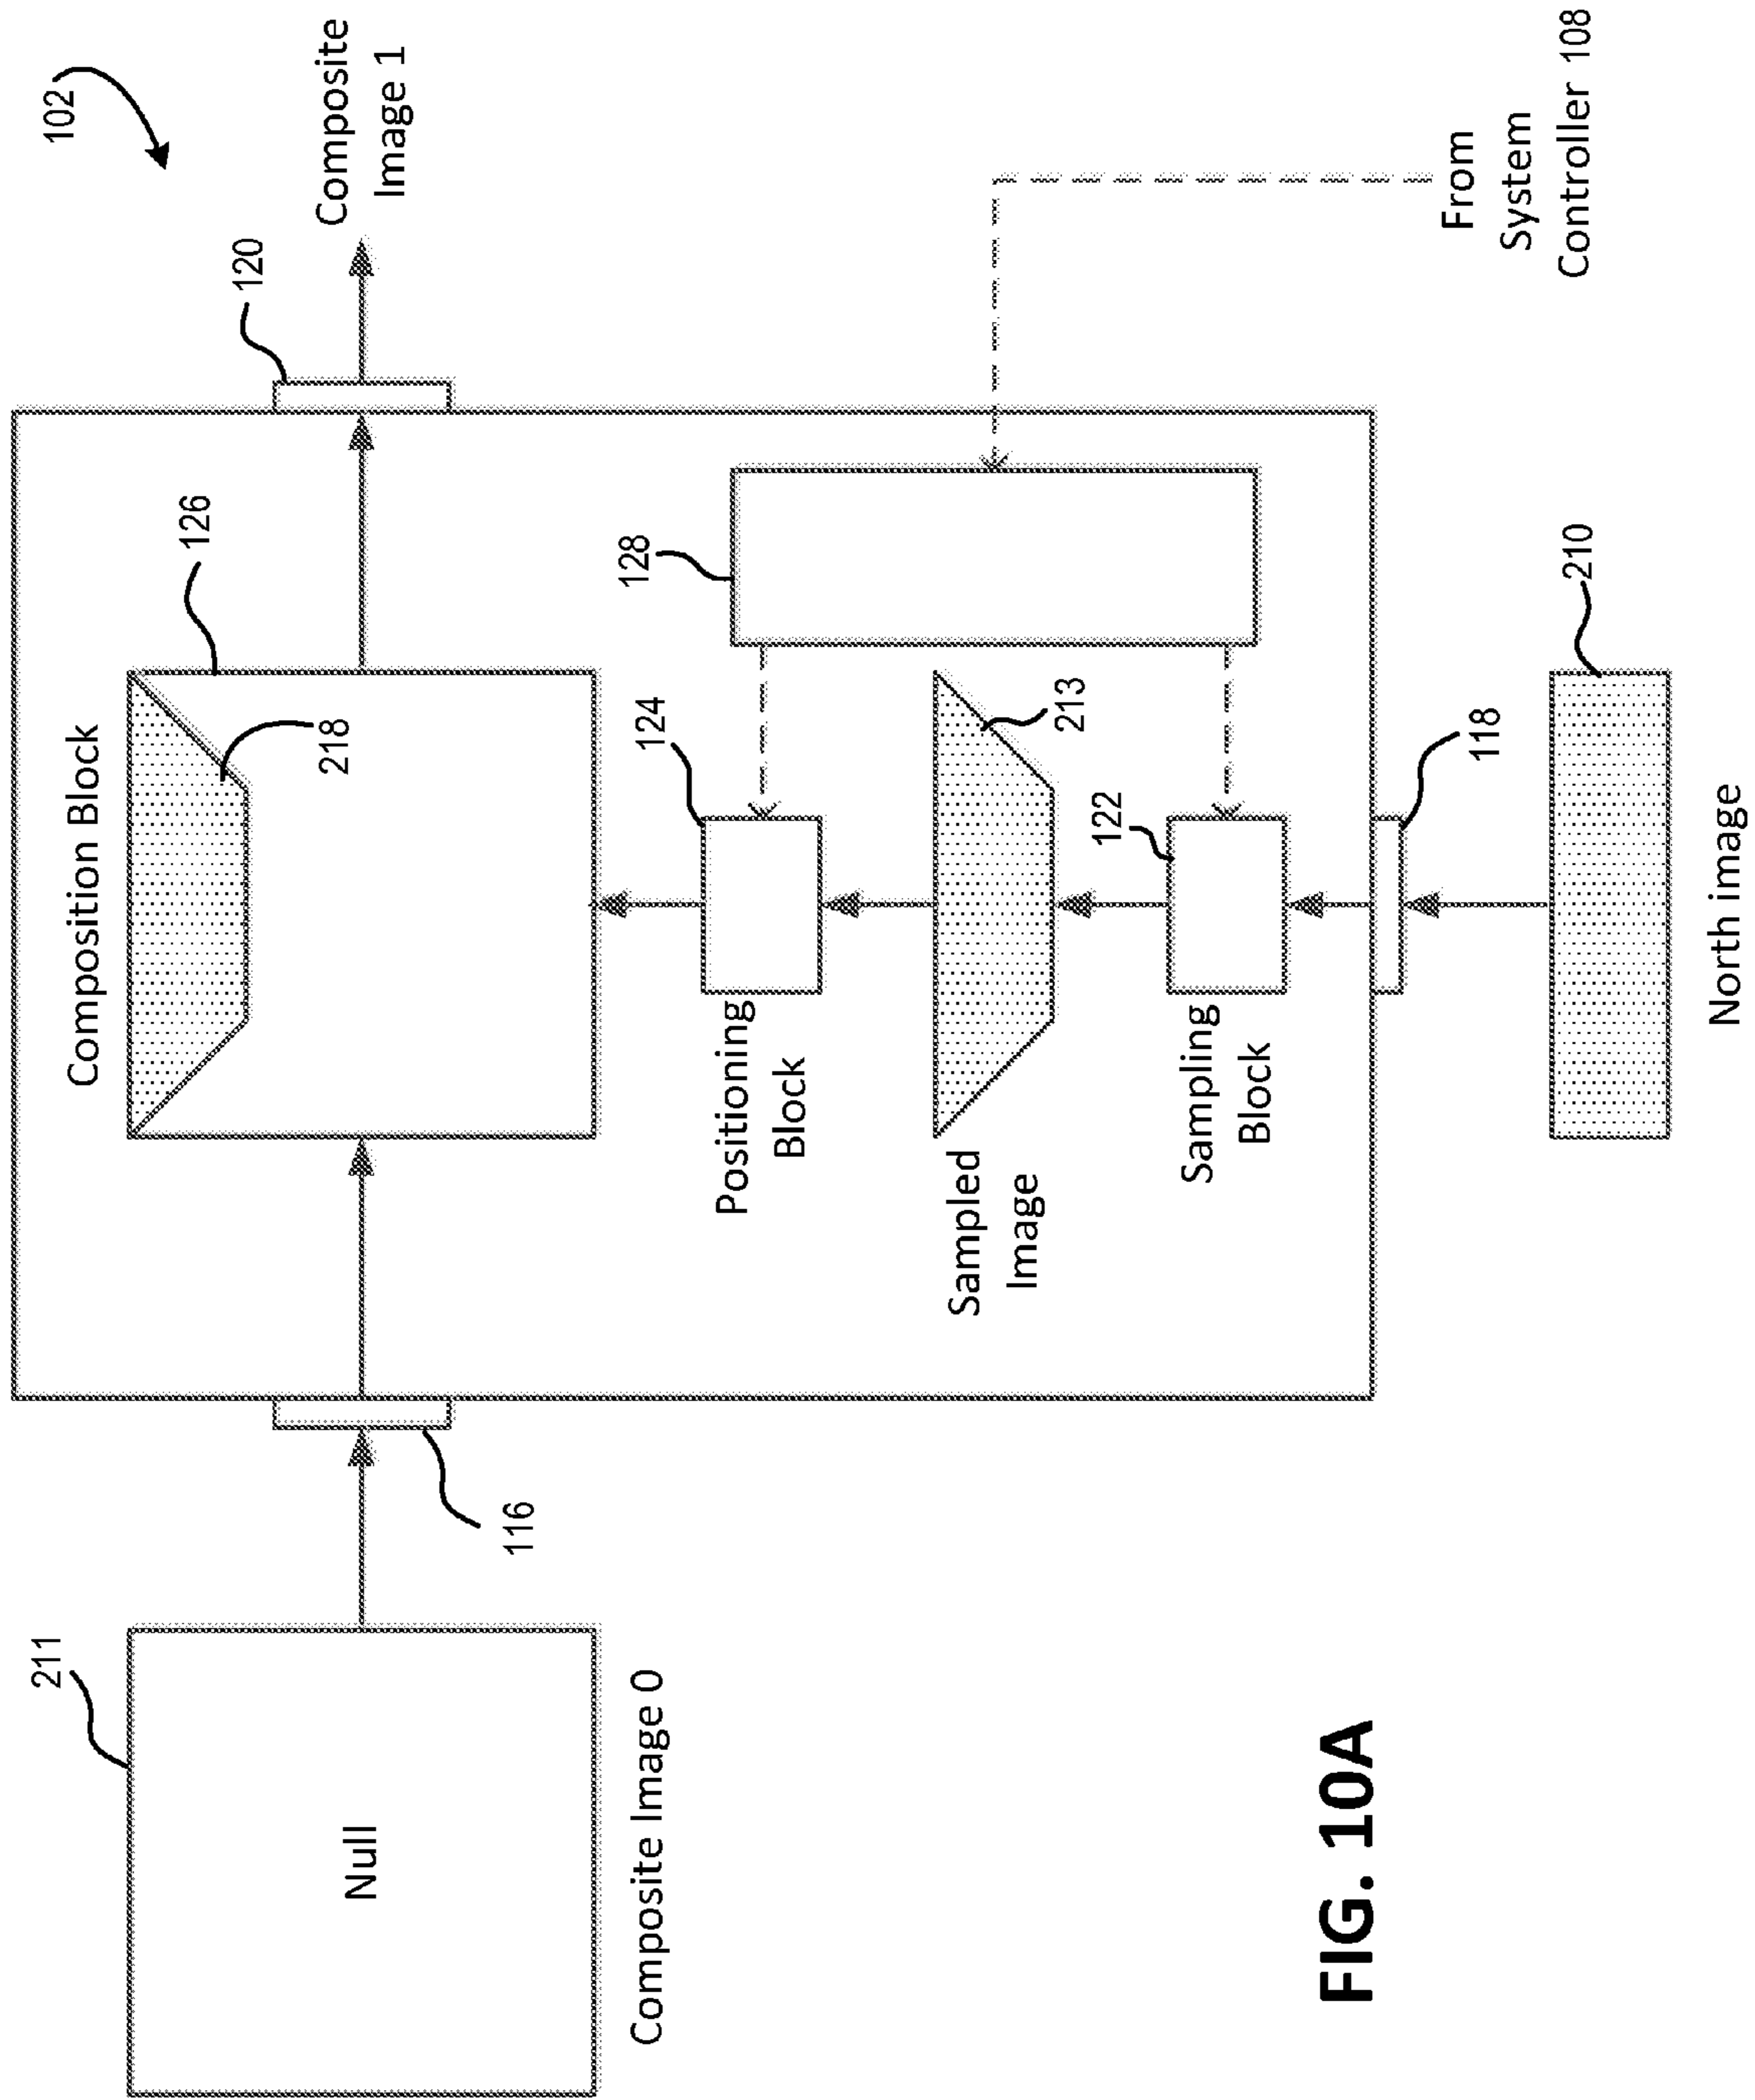 102
Composite
Image 1
120
Composition Block
126
218
211
Null
Composite Image 0
116
128
124
Positioning
Block
213
Sampled
Image
122
Sampling
Block
118
From
System
Controller 108
210
North image
FIG. 10A